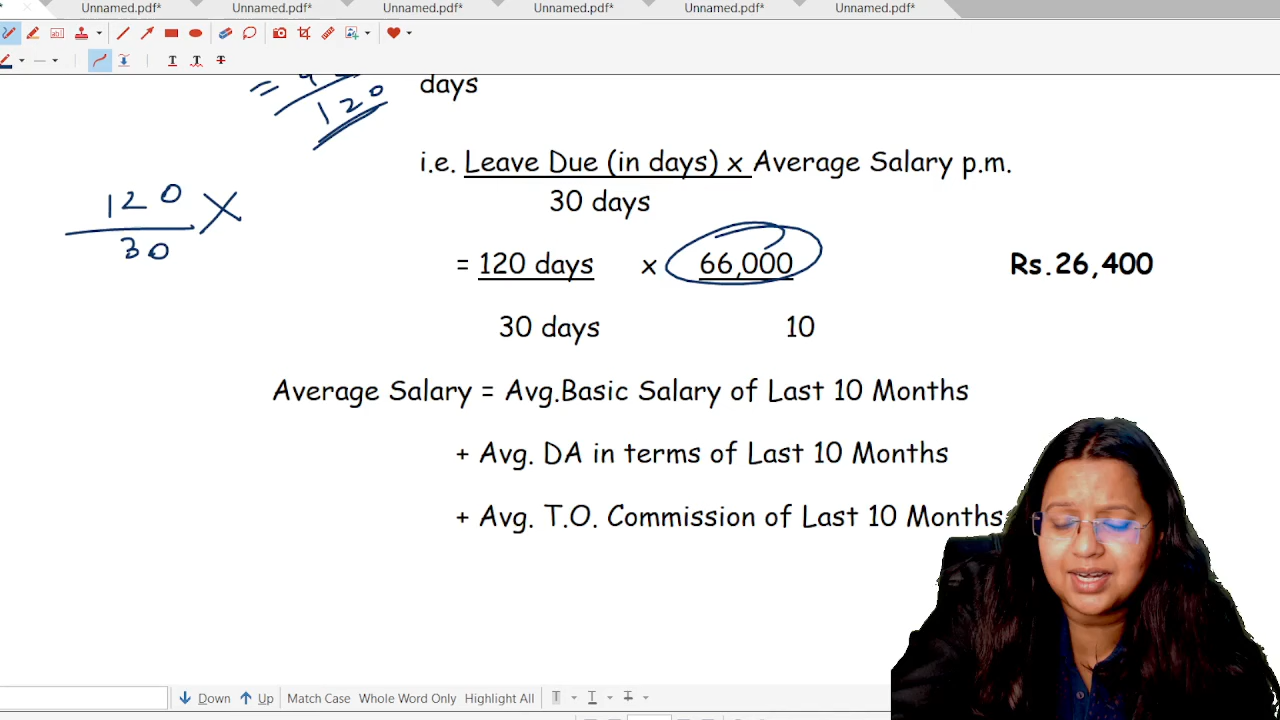 Unnamed.pdf* Unnamed.pdf* Unnamed.pdf* Unnamed.pdf* Unnamed.pdf* Unnamed.pdf*
=
120
days
i.e. Leave Due (in days) x Average Salary p.m.
30 days
120 X
30
= 120 days x 66,000 Rs.26,400
30 days 10
Average Salary = Avg.Basic Salary of Last 10 Months
+ Avg. DA in terms of Last 10 Months
+ Avg. T.O. Commission of Last 10 Months
Down Up Match Case Whole Word Only Highlight All